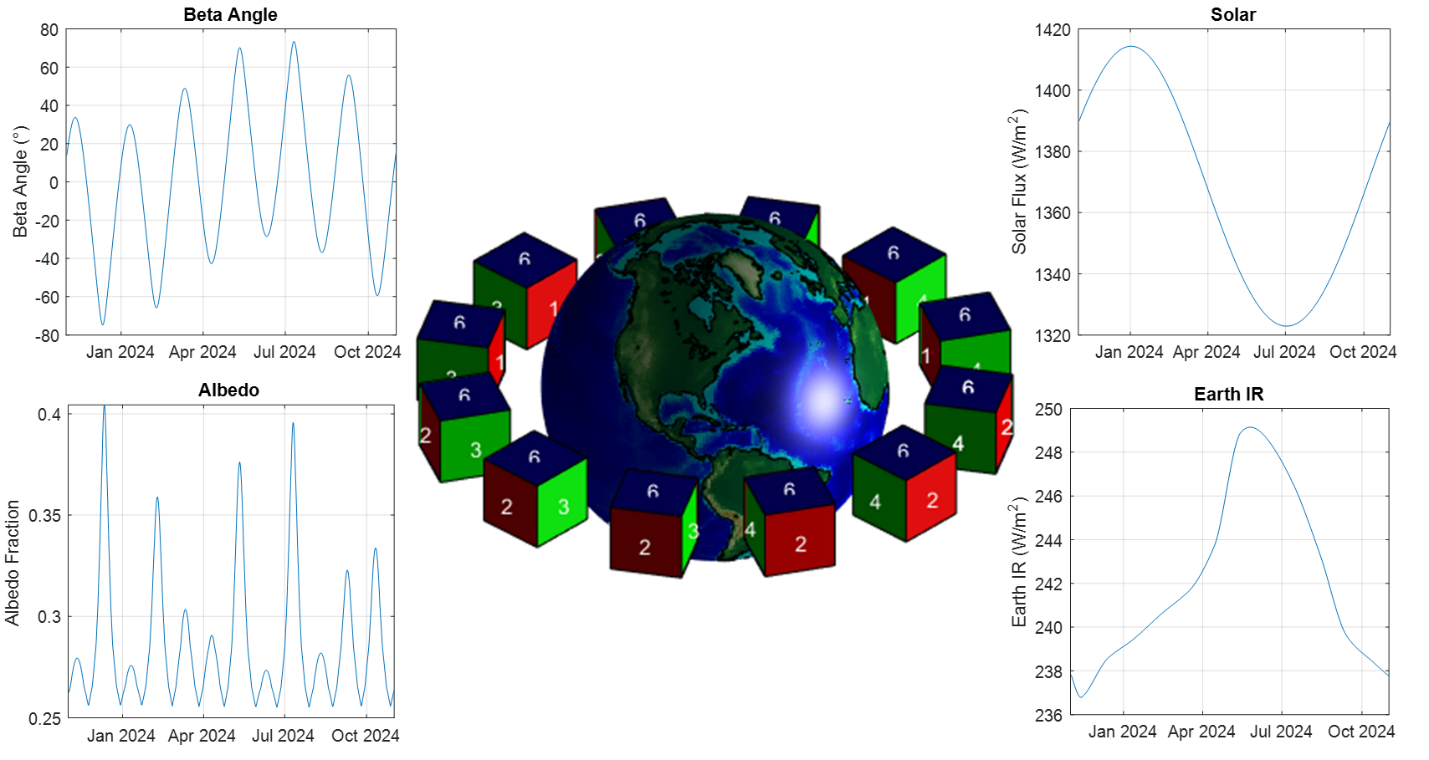 Beta Angle
80
60
40
20
0
-20
-40
-60
-80
Beta Angle (°)
Jan 2024 Apr 2024 Jul 2024 Oct 2024
Albedo
0.4
0.35
0.3
0.25
Albedo Fraction
Jan 2024 Apr 2024 Jul 2024 Oct 2024
6 6
6 6
3 1 1 4
6 6
3 1 1 4
6 6
2 3 4 2
6 6
2 3 4 2
6 6
2 3 4 2
Solar
1420
1400
1380
1360
1340
1320
Solar Flux (W/m²)
Jan 2024 Apr 2024 Jul 2024 Oct 2024
Earth IR
250
248
246
244
242
240
238
236
Earth IR (W/m²)
Jan 2024 Apr 2024 Jul 2024 Oct 2024